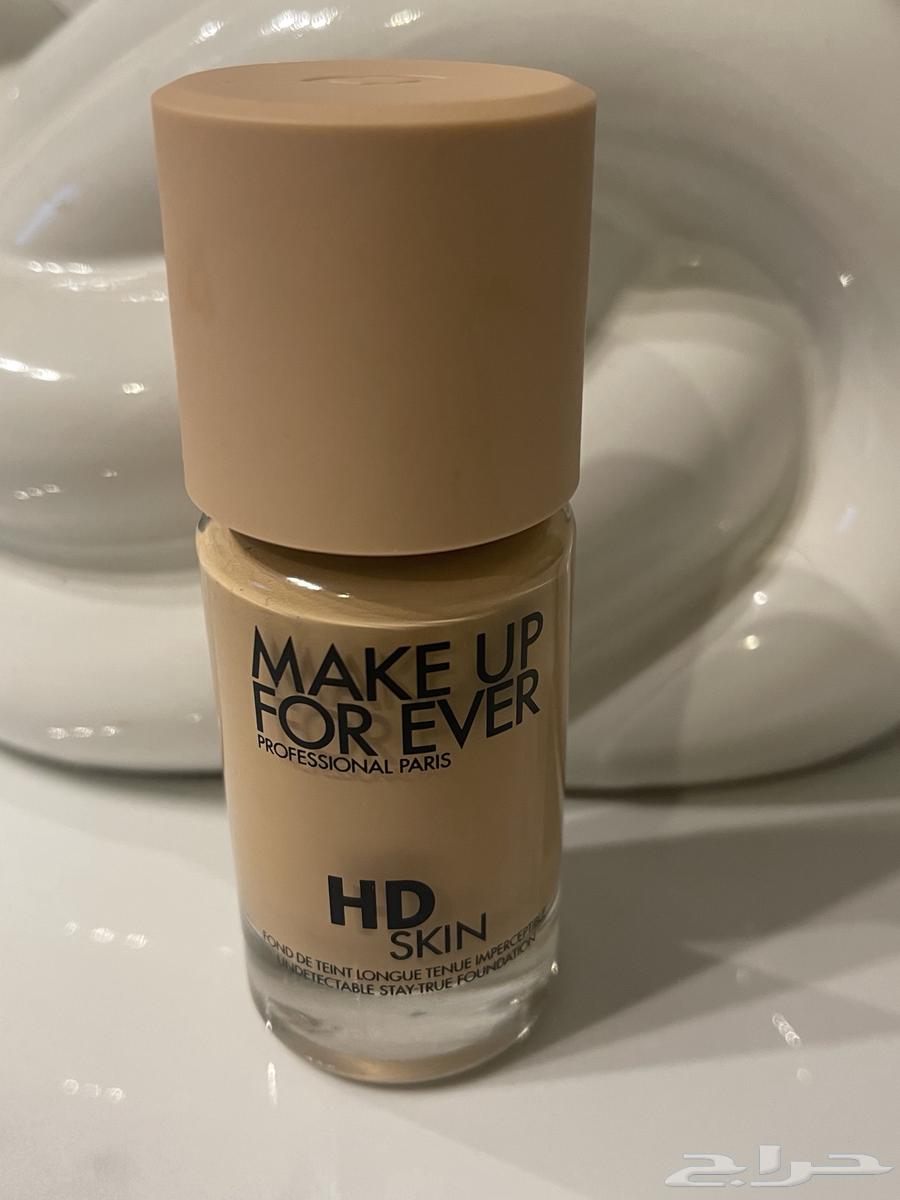 MAKE UP
FOR EVER
PROFESSIONAL PARIS
HD
SKIN
FOND DE TEINT LONGUE TENUE IMPERCEPTIBLE
UNDETECTABLE STAY-TRUE FOUNDATION
حراج